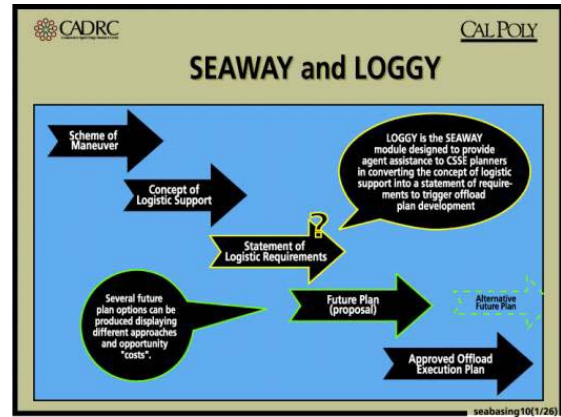 CADRC
CAL POLY
SEAWAY and LOGGY
Scheme of
Maneuver
Concept of
Logistic Support
?
Statement of
Logistic Requirements
LOGGY is the SEAWAY
module designed to provide
agent assistance to CSSE planners
in converting the concept of logistic
support into a statement of require-
ments to trigger offload
plan development
Several future
plan options can be
produced displaying
different approaches
and opportunity
"costs".
Future Plan
(proposal)
Alternative
Future Plan
Approved Offload
Execution Plan
seabasing10(1/26)